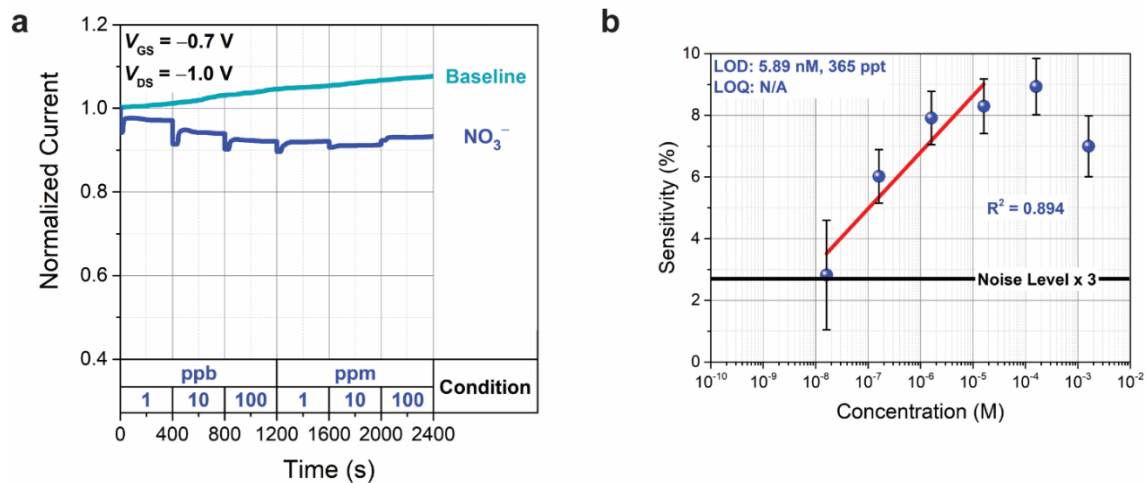 a
1.2
1.0
0.8
0.6
0.4
Normalized Current
V_GS = −0.7 V
V_DS = −1.0 V
Baseline
NO₃⁻
ppb ppm Condition
1 10 100 1 10 100
0 400 800 1200 1600 2000 2400
Time (s)
b
10
8
6
4
2
0
Sensitivity (%)
LOD: 5.89 nM, 365 ppt
LOQ: N/A
R² = 0.894
Noise Level x 3
10⁻¹⁰ 10⁻⁹ 10⁻⁸ 10⁻⁷ 10⁻⁶ 10⁻⁵ 10⁻⁴ 10⁻³ 10⁻²
Concentration (M)